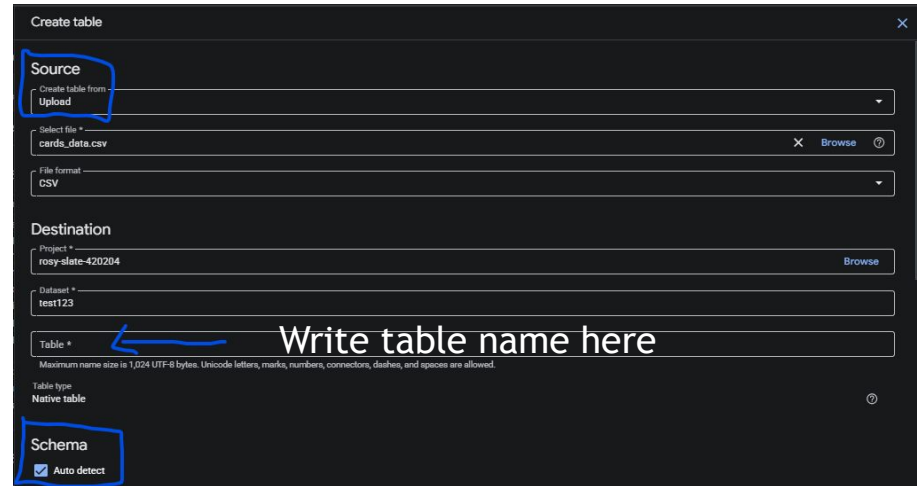 Create table
Source
Create table from
Upload
Select file *
cards_data.csv Browse
File format
CSV
Destination
Project *
rosy-slate-420204 Browse
Dataset *
test123
Table * Write table name here
Maximum name size is 1,024 UTF-8 bytes. Unicode letters, marks, numbers, connectors, dashes, and spaces are allowed.
Table type
Native table
Schema
Auto detect